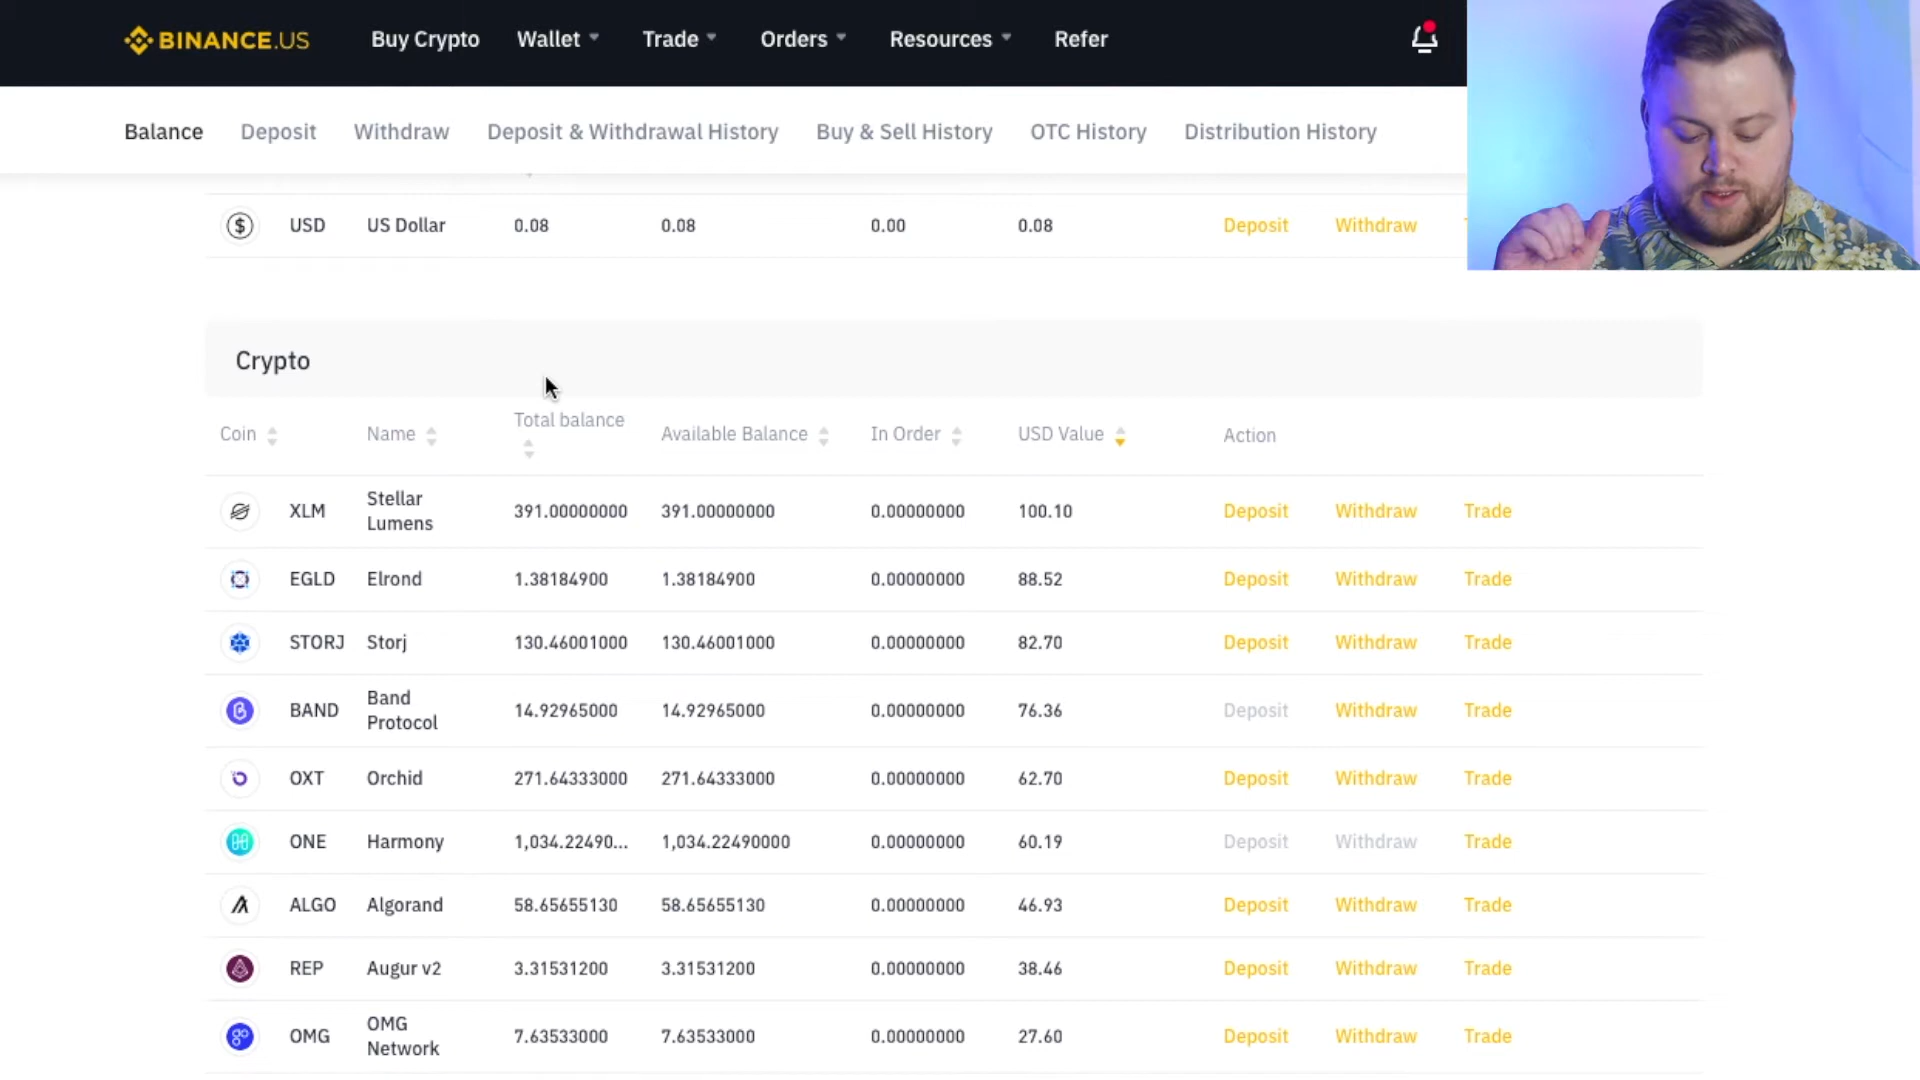 BINANCE.US Buy Crypto Wallet Trade Orders Resources Refer
Balance Deposit Withdraw Deposit & Withdrawal History Buy & Sell History OTC History Distribution History
USD US Dollar 0.08 0.08 0.00 0.08 Deposit Withdraw
Crypto
Coin Name Total balance Available Balance In Order USD Value Action
XLM Stellar Lumens 391.00000000 391.00000000 0.00000000 100.10 Deposit Withdraw Trade
EGLD Elrond 1.38184900 1.38184900 0.00000000 88.52 Deposit Withdraw Trade
STORJ Storj 130.46001000 130.46001000 0.00000000 82.70 Deposit Withdraw Trade
BAND Band Protocol 14.92965000 14.92965000 0.00000000 76.36 Deposit Withdraw Trade
OXT Orchid 271.64333000 271.64333000 0.00000000 62.70 Deposit Withdraw Trade
ONE Harmony 1,034.22490... 1,034.22490000 0.00000000 60.19 Deposit Withdraw Trade
ALGO Algorand 58.65655130 58.65655130 0.00000000 46.93 Deposit Withdraw Trade
REP Augur v2 3.31531200 3.31531200 0.00000000 38.46 Deposit Withdraw Trade
OMG OMG Network 7.63533000 7.63533000 0.00000000 27.60 Deposit Withdraw Trade